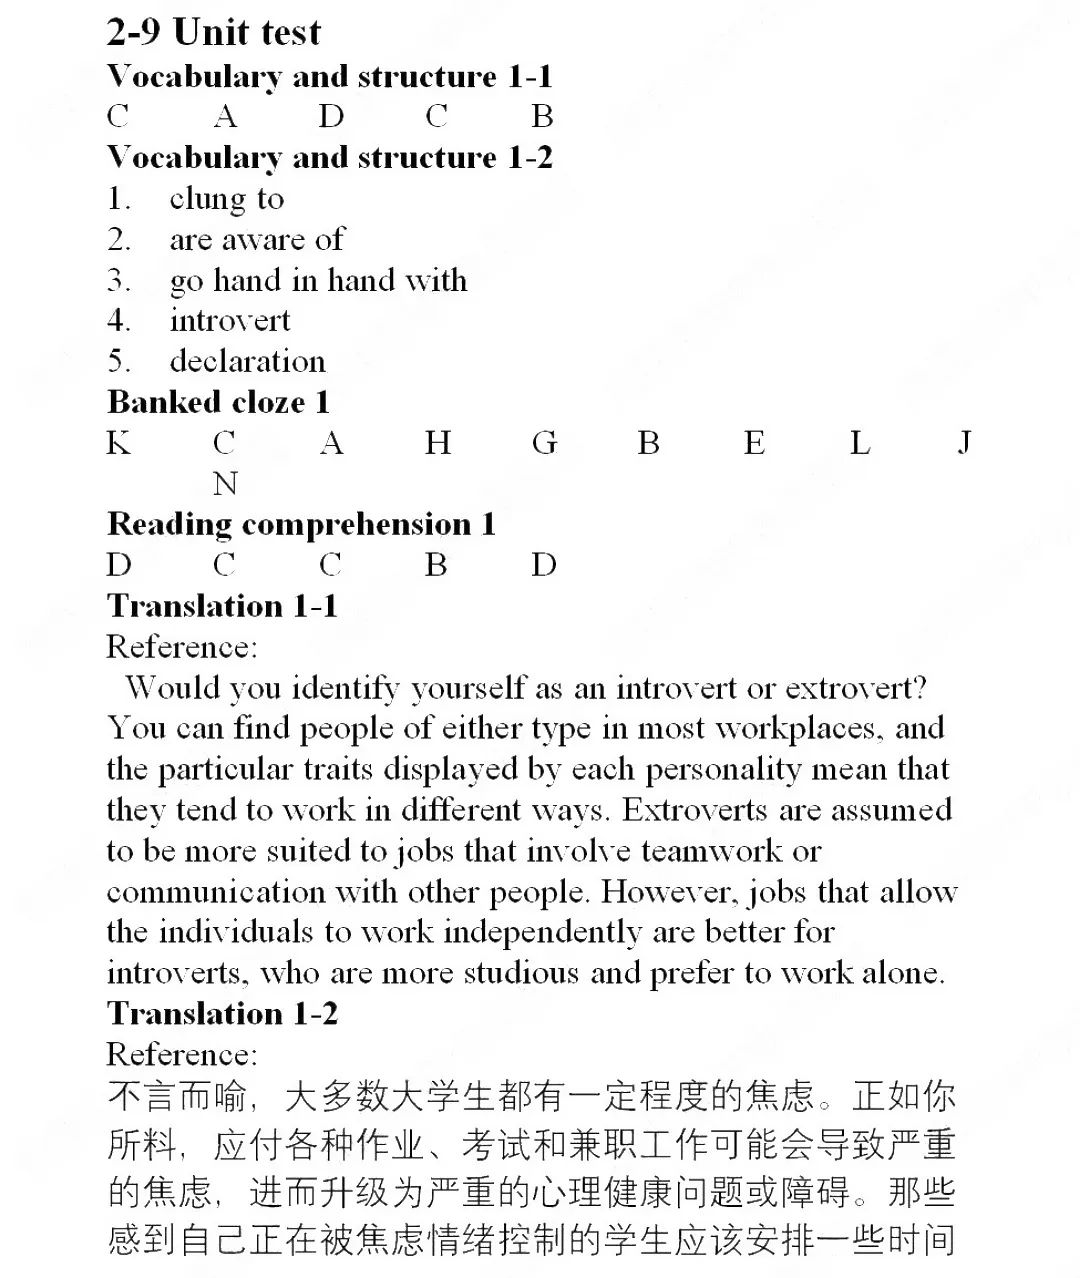 2-9 Unit test
Vocabulary and structure 1-1
C A D C B
Vocabulary and structure 1-2
1. clung to
2. are aware of
3. go hand in hand with
4. introvert
5. declaration
Banked cloze 1
K C A H G B E L J
N
Reading comprehension 1
D C C B D
Translation 1-1
Reference:
Would you identify yourself as an introvert or extrovert?
You can find people of either type in most workplaces, and
the particular traits displayed by each personality mean that
they tend to work in different ways. Extroverts are assumed
to be more suited to jobs that involve teamwork or
communication with other people. However, jobs that allow
the individuals to work independently are better for
introverts, who are more studious and prefer to work alone.
Translation 1-2
Reference:
不言而喻，大多数大学生都有一定程度的焦虑。正如你
所料，应付各种作业、考试和兼职工作可能会导致严重
的焦虑，进而升级为严重的心理健康问题或障碍。那些
感到自己正在被焦虑情绪控制的学生应该安排一些时间